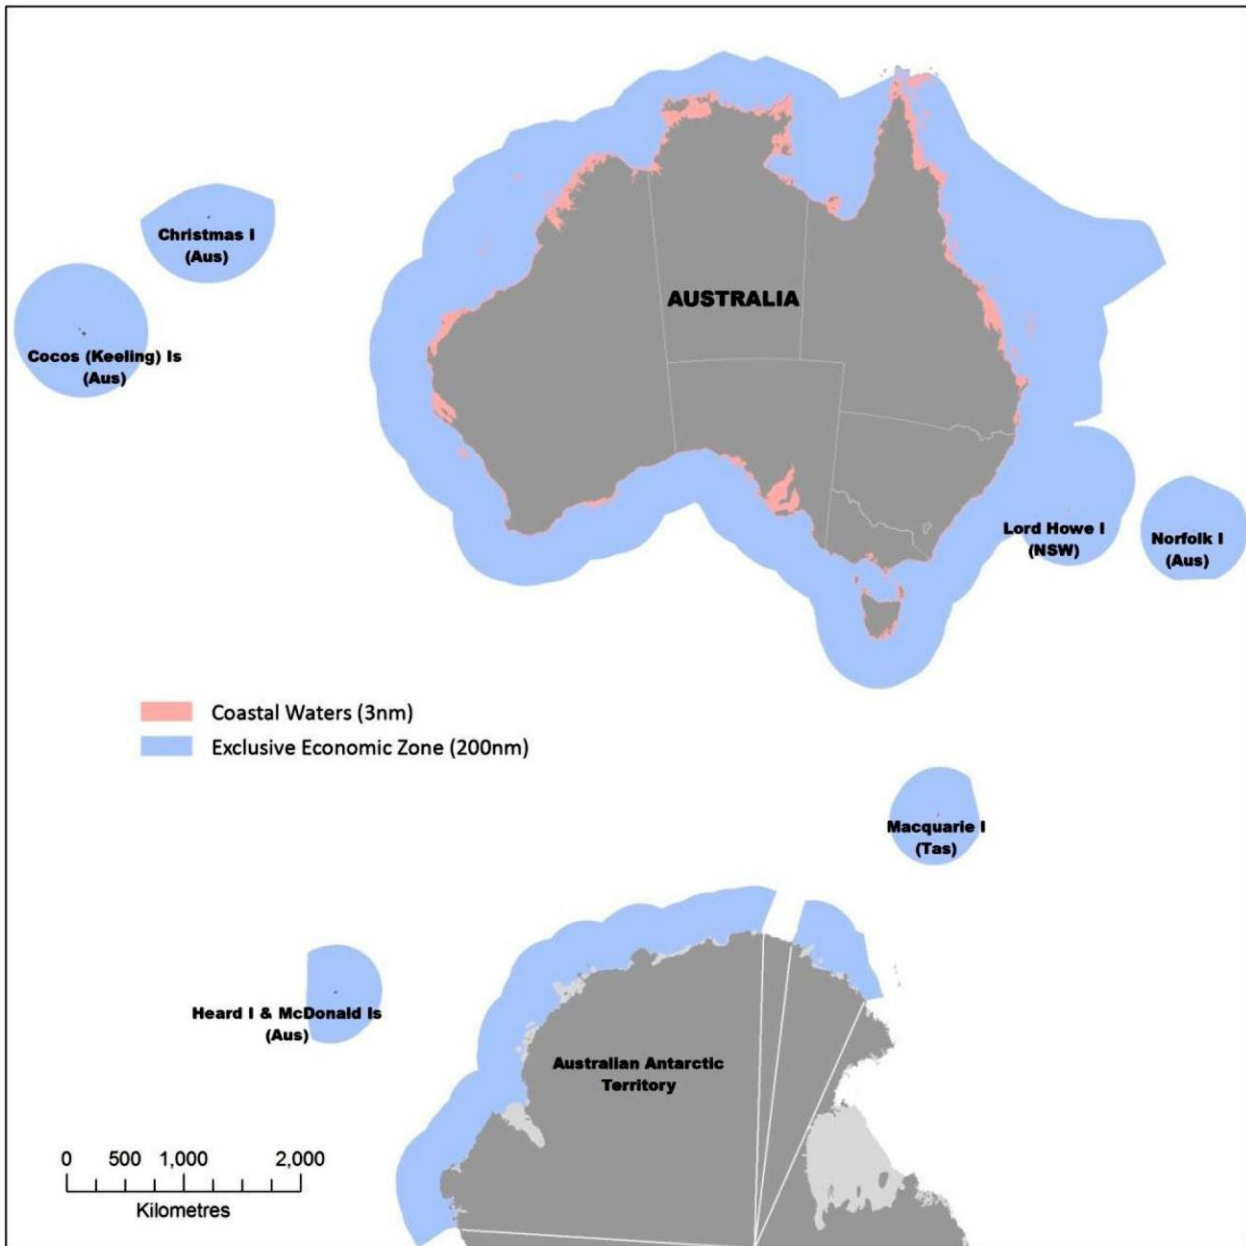 Christmas I
(Aus)
AUSTRALIA
Cocos (Keeling) Is
(Aus)
Lord Howe I
(NSW)
Norfolk I
(Aus)
Coastal Waters (3nm)
Exclusive Economic Zone (200nm)
Macquarie I
(Tas)
Heard I & McDonald Is
(Aus)
Australian Antarctic
Territory
0 500 1,000 2,000
Kilometres